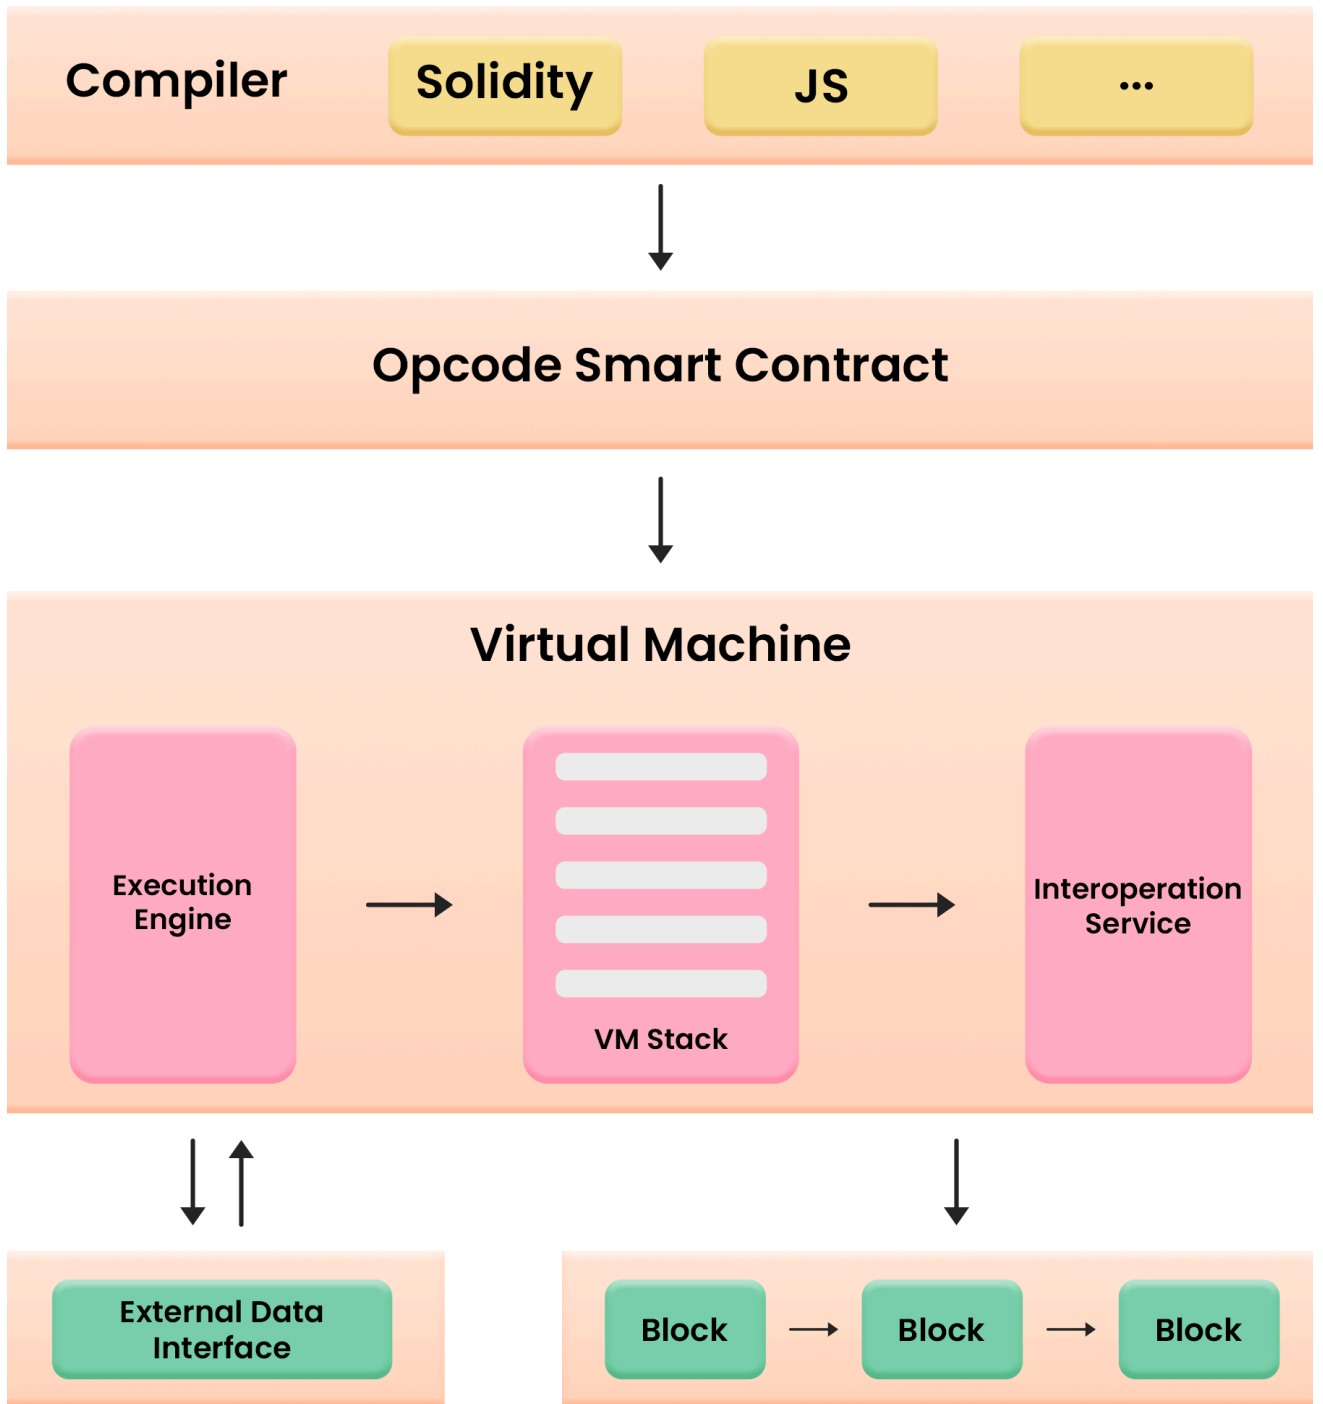 Compiler
Solidity
JS
...
Opcode Smart Contract
Virtual Machine
Execution
Engine
VM Stack
Interoperation
Service
External Data
Interface
Block
Block
Block